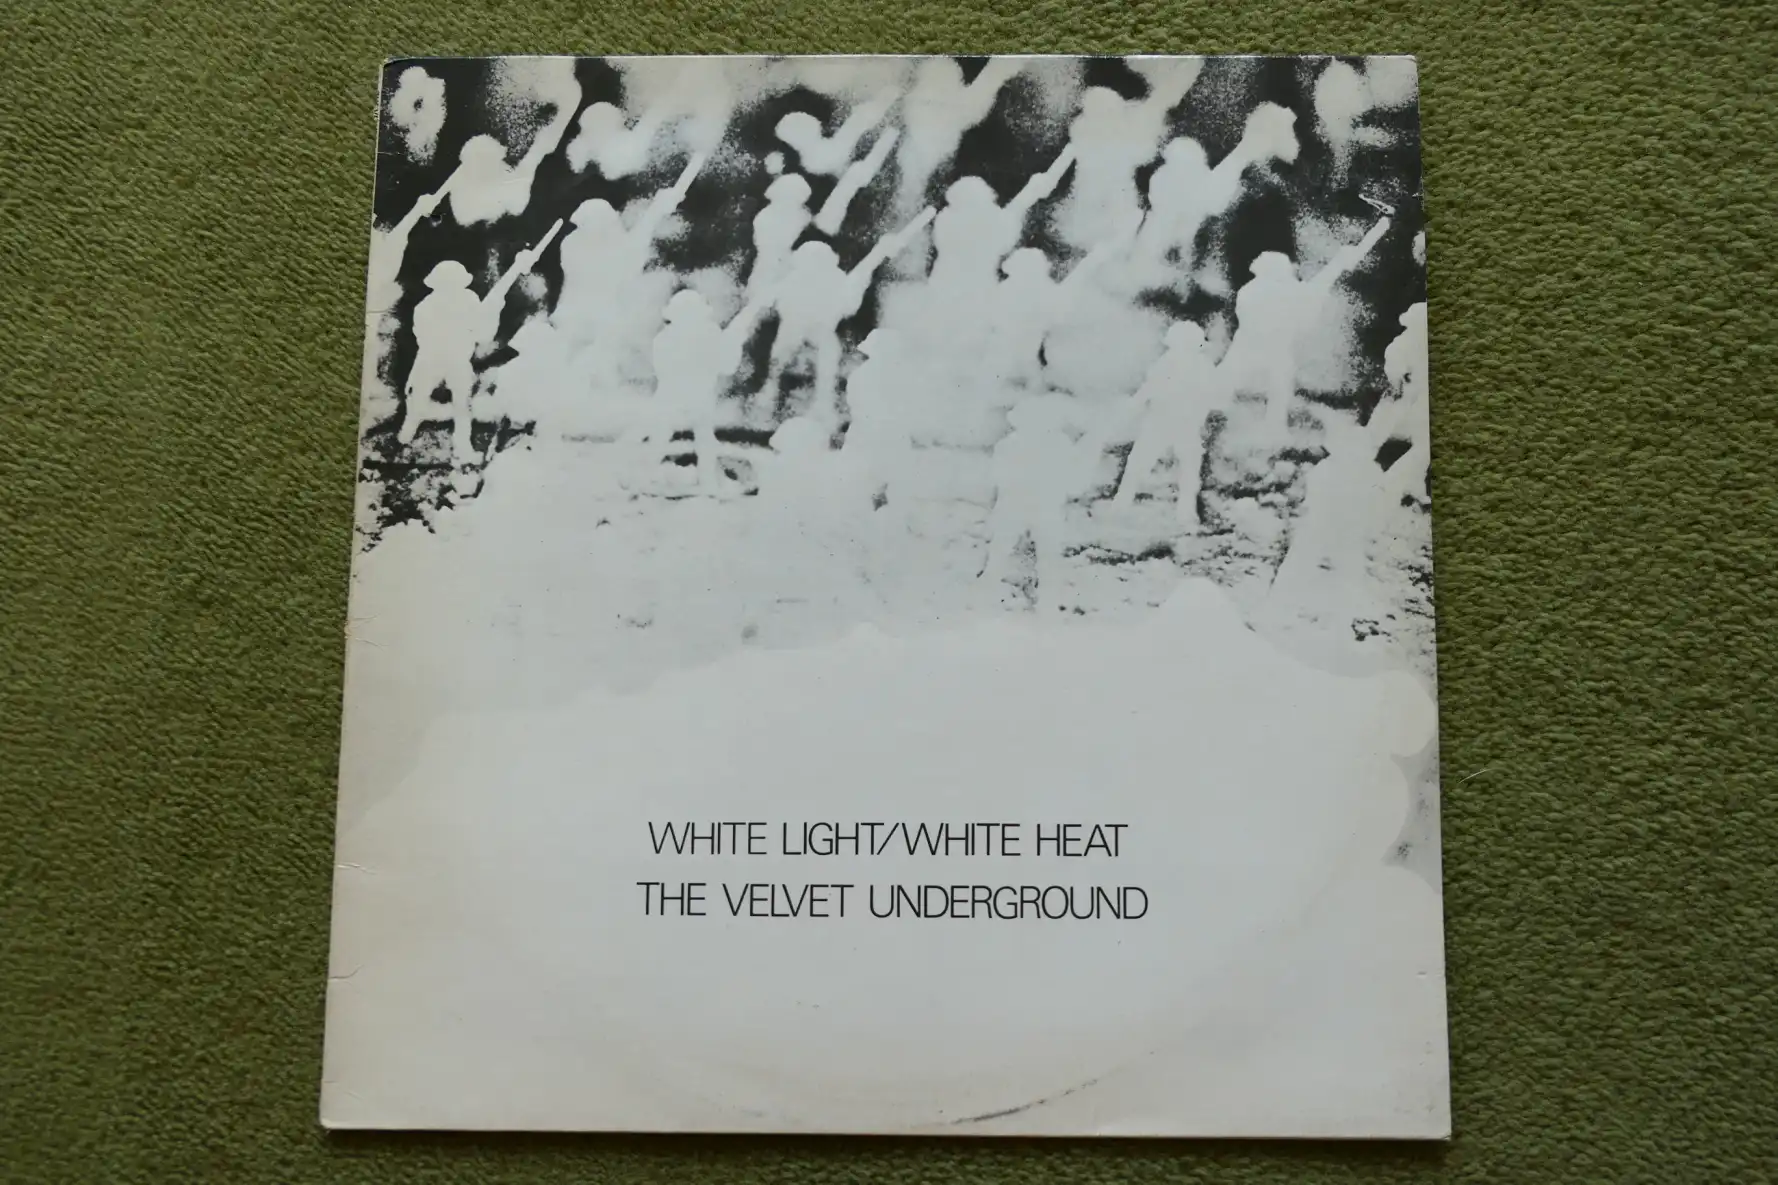 WHITE LIGHT/WHITE HEAT
THE VELVET UNDERGROUND